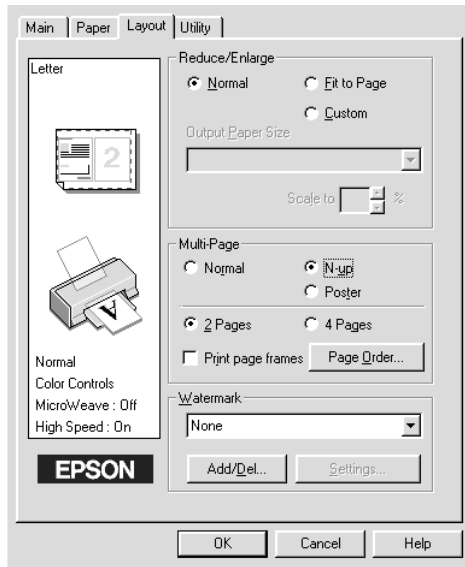 Main Paper Layout Utility
Letter
2
A
Normal
Color Controls
MicroWeave : Off
High Speed : On
EPSON
Reduce/Enlarge
Normal Fit to Page
Custom
Output Paper Size
Scale to %
Multi-Page
Normal N-up
Poster
2 Pages 4 Pages
Print page frames Page Order...
Watermark
None
Add/Del... Settings...
OK Cancel Help